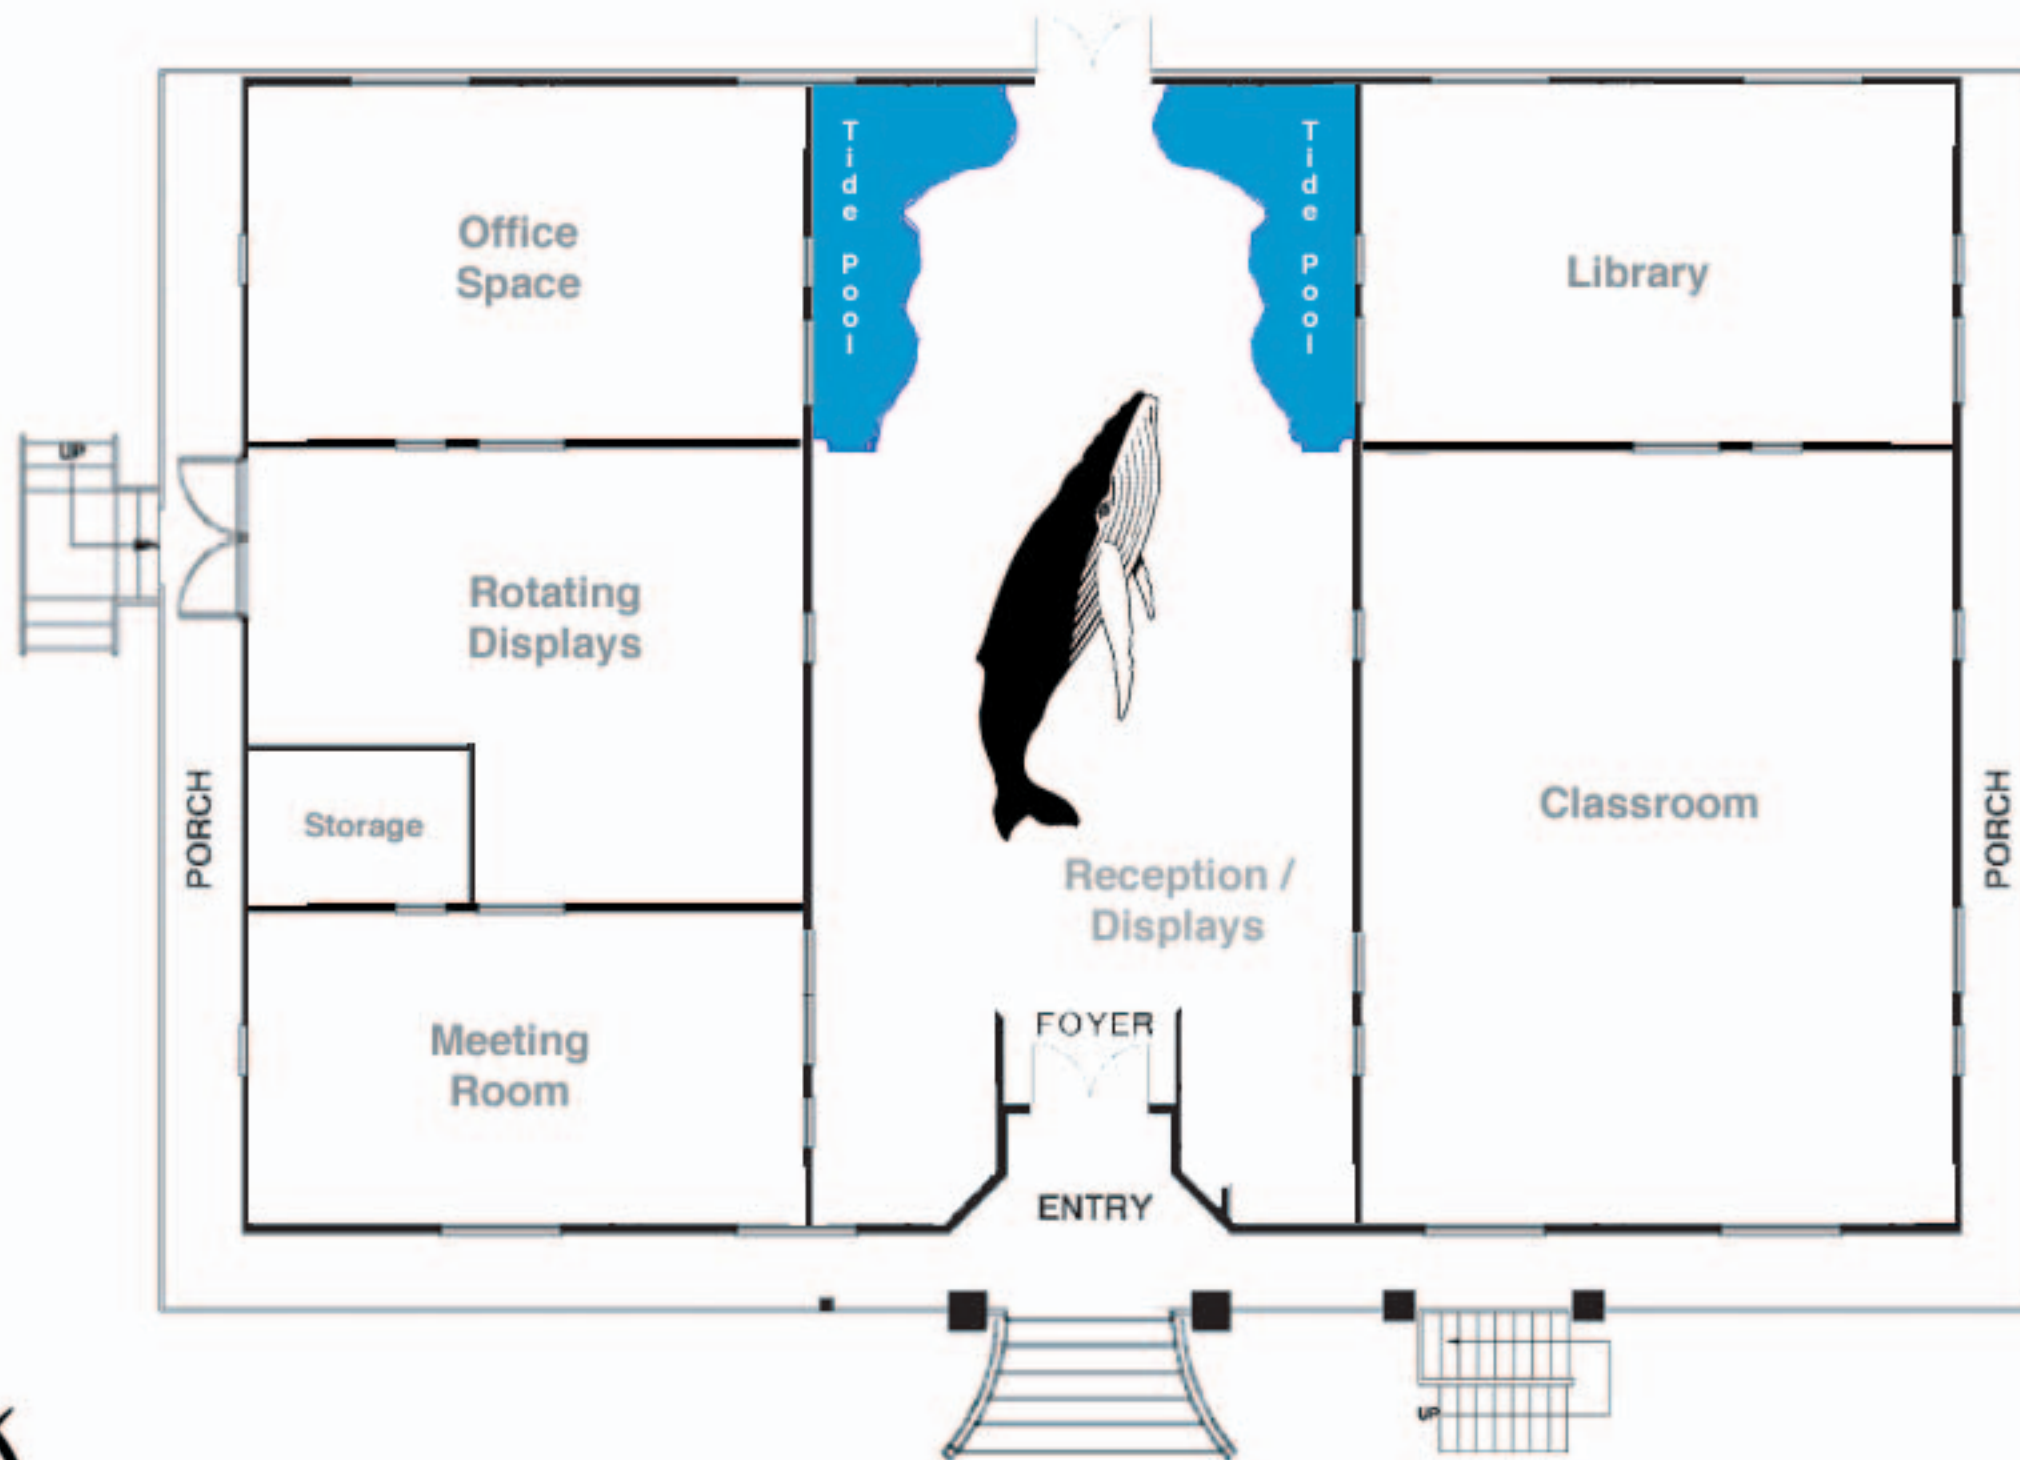 Tide Pool
Tide Pool
Office
Space
Library
UP
Rotating
Displays
PORCH
Storage
Classroom
PORCH
Reception /
Displays
FOYER
Meeting
Room
ENTRY
UP